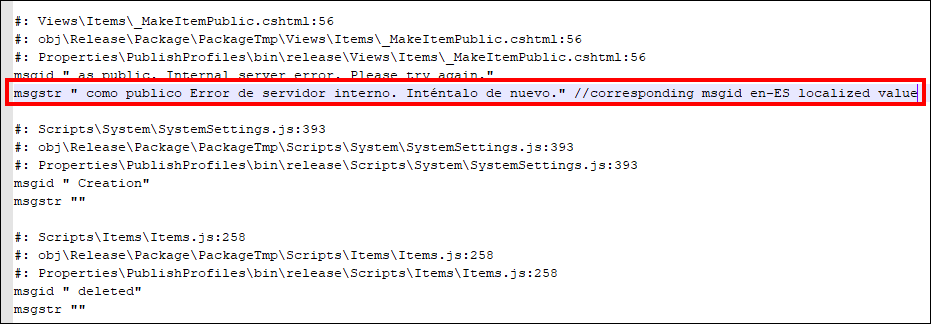 #: Views\Items\_MakeItemPublic.cshtml:56
#: obj\Release\Package\PackageTmp\Views\Items\_MakeItemPublic.cshtml:56
#: Properties\PublishProfiles\bin\release\Views\Items\_MakeItemPublic.cshtml:56
msgid " as public. Internal server error. Please try again."
msgstr " como publico Error de servidor interno. Inténtalo de nuevo." //corresponding msgid en-ES localized value
#: Scripts\System\SystemSettings.js:393
#: obj\Release\Package\PackageTmp\Scripts\System\SystemSettings.js:393
#: Properties\PublishProfiles\bin\release\Scripts\System\SystemSettings.js:393
msgid " Creation"
msgstr ""
#: Scripts\Items\Items.js:258
#: obj\Release\Package\PackageTmp\Scripts\Items\Items.js:258
#: Properties\PublishProfiles\bin\release\Scripts\Items\Items.js:258
msgid " deleted"
msgstr ""